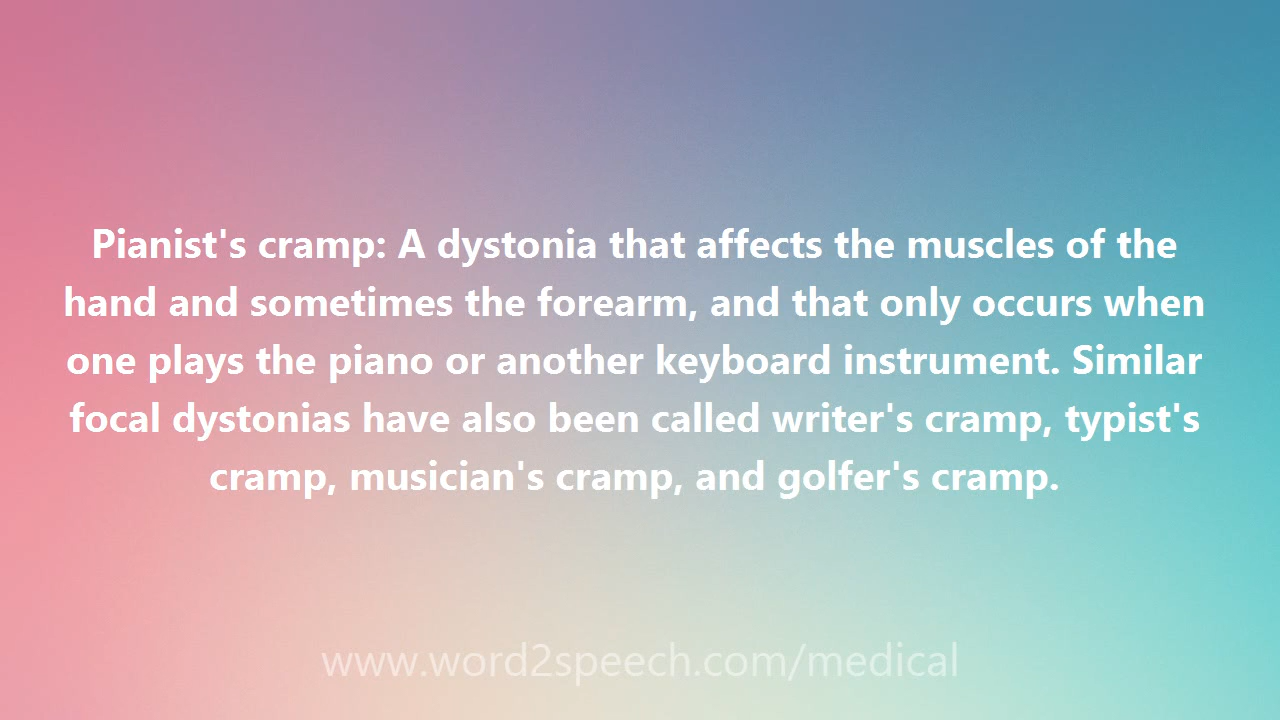 Pianist's cramp: A dystonia that affects the muscles of the
hand and sometimes the forearm, and that only occurs when
one plays the piano or another keyboard instrument. Similar
focal dystonias have also been called writer's cramp, typist's
cramp, musician's cramp, and golfer's cramp.
www.word2speech.com/medical